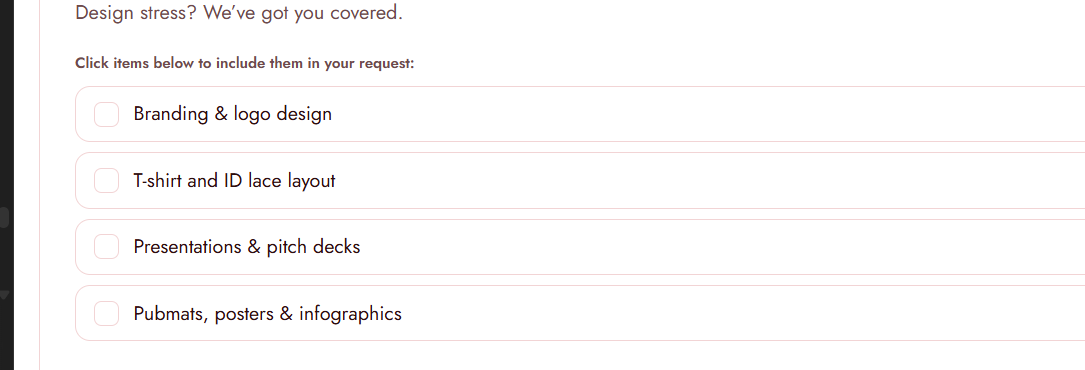 Design stress? We’ve got you covered.
Click items below to include them in your request:
Branding & logo design
T-shirt and ID lace layout
Presentations & pitch decks
Pubmats, posters & infographics